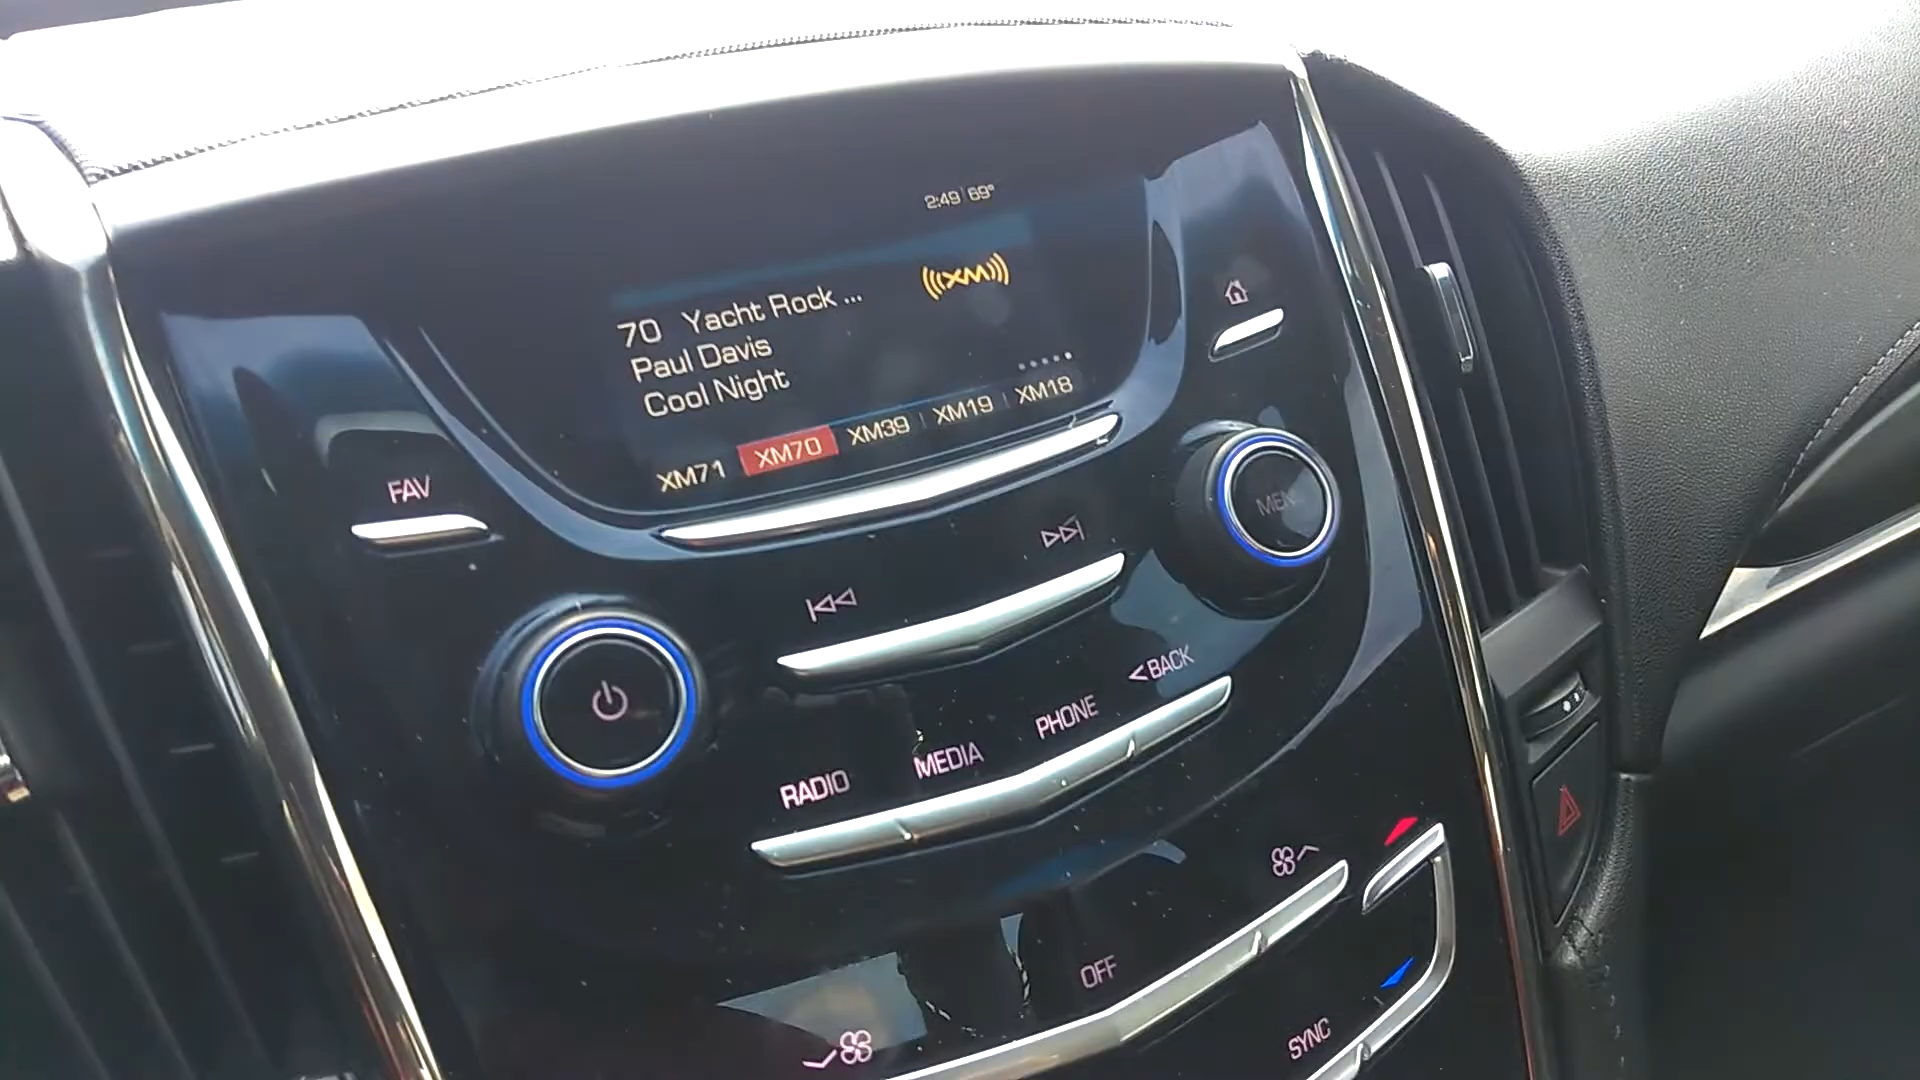 2:49 69°
((XM))
70 Yacht Rock ...
Paul Davis
Cool Night
XM71 XM70 XM39 XM19 XM18
FAV
MEN
RADIO MEDIA PHONE <BACK
OFF
SYNC